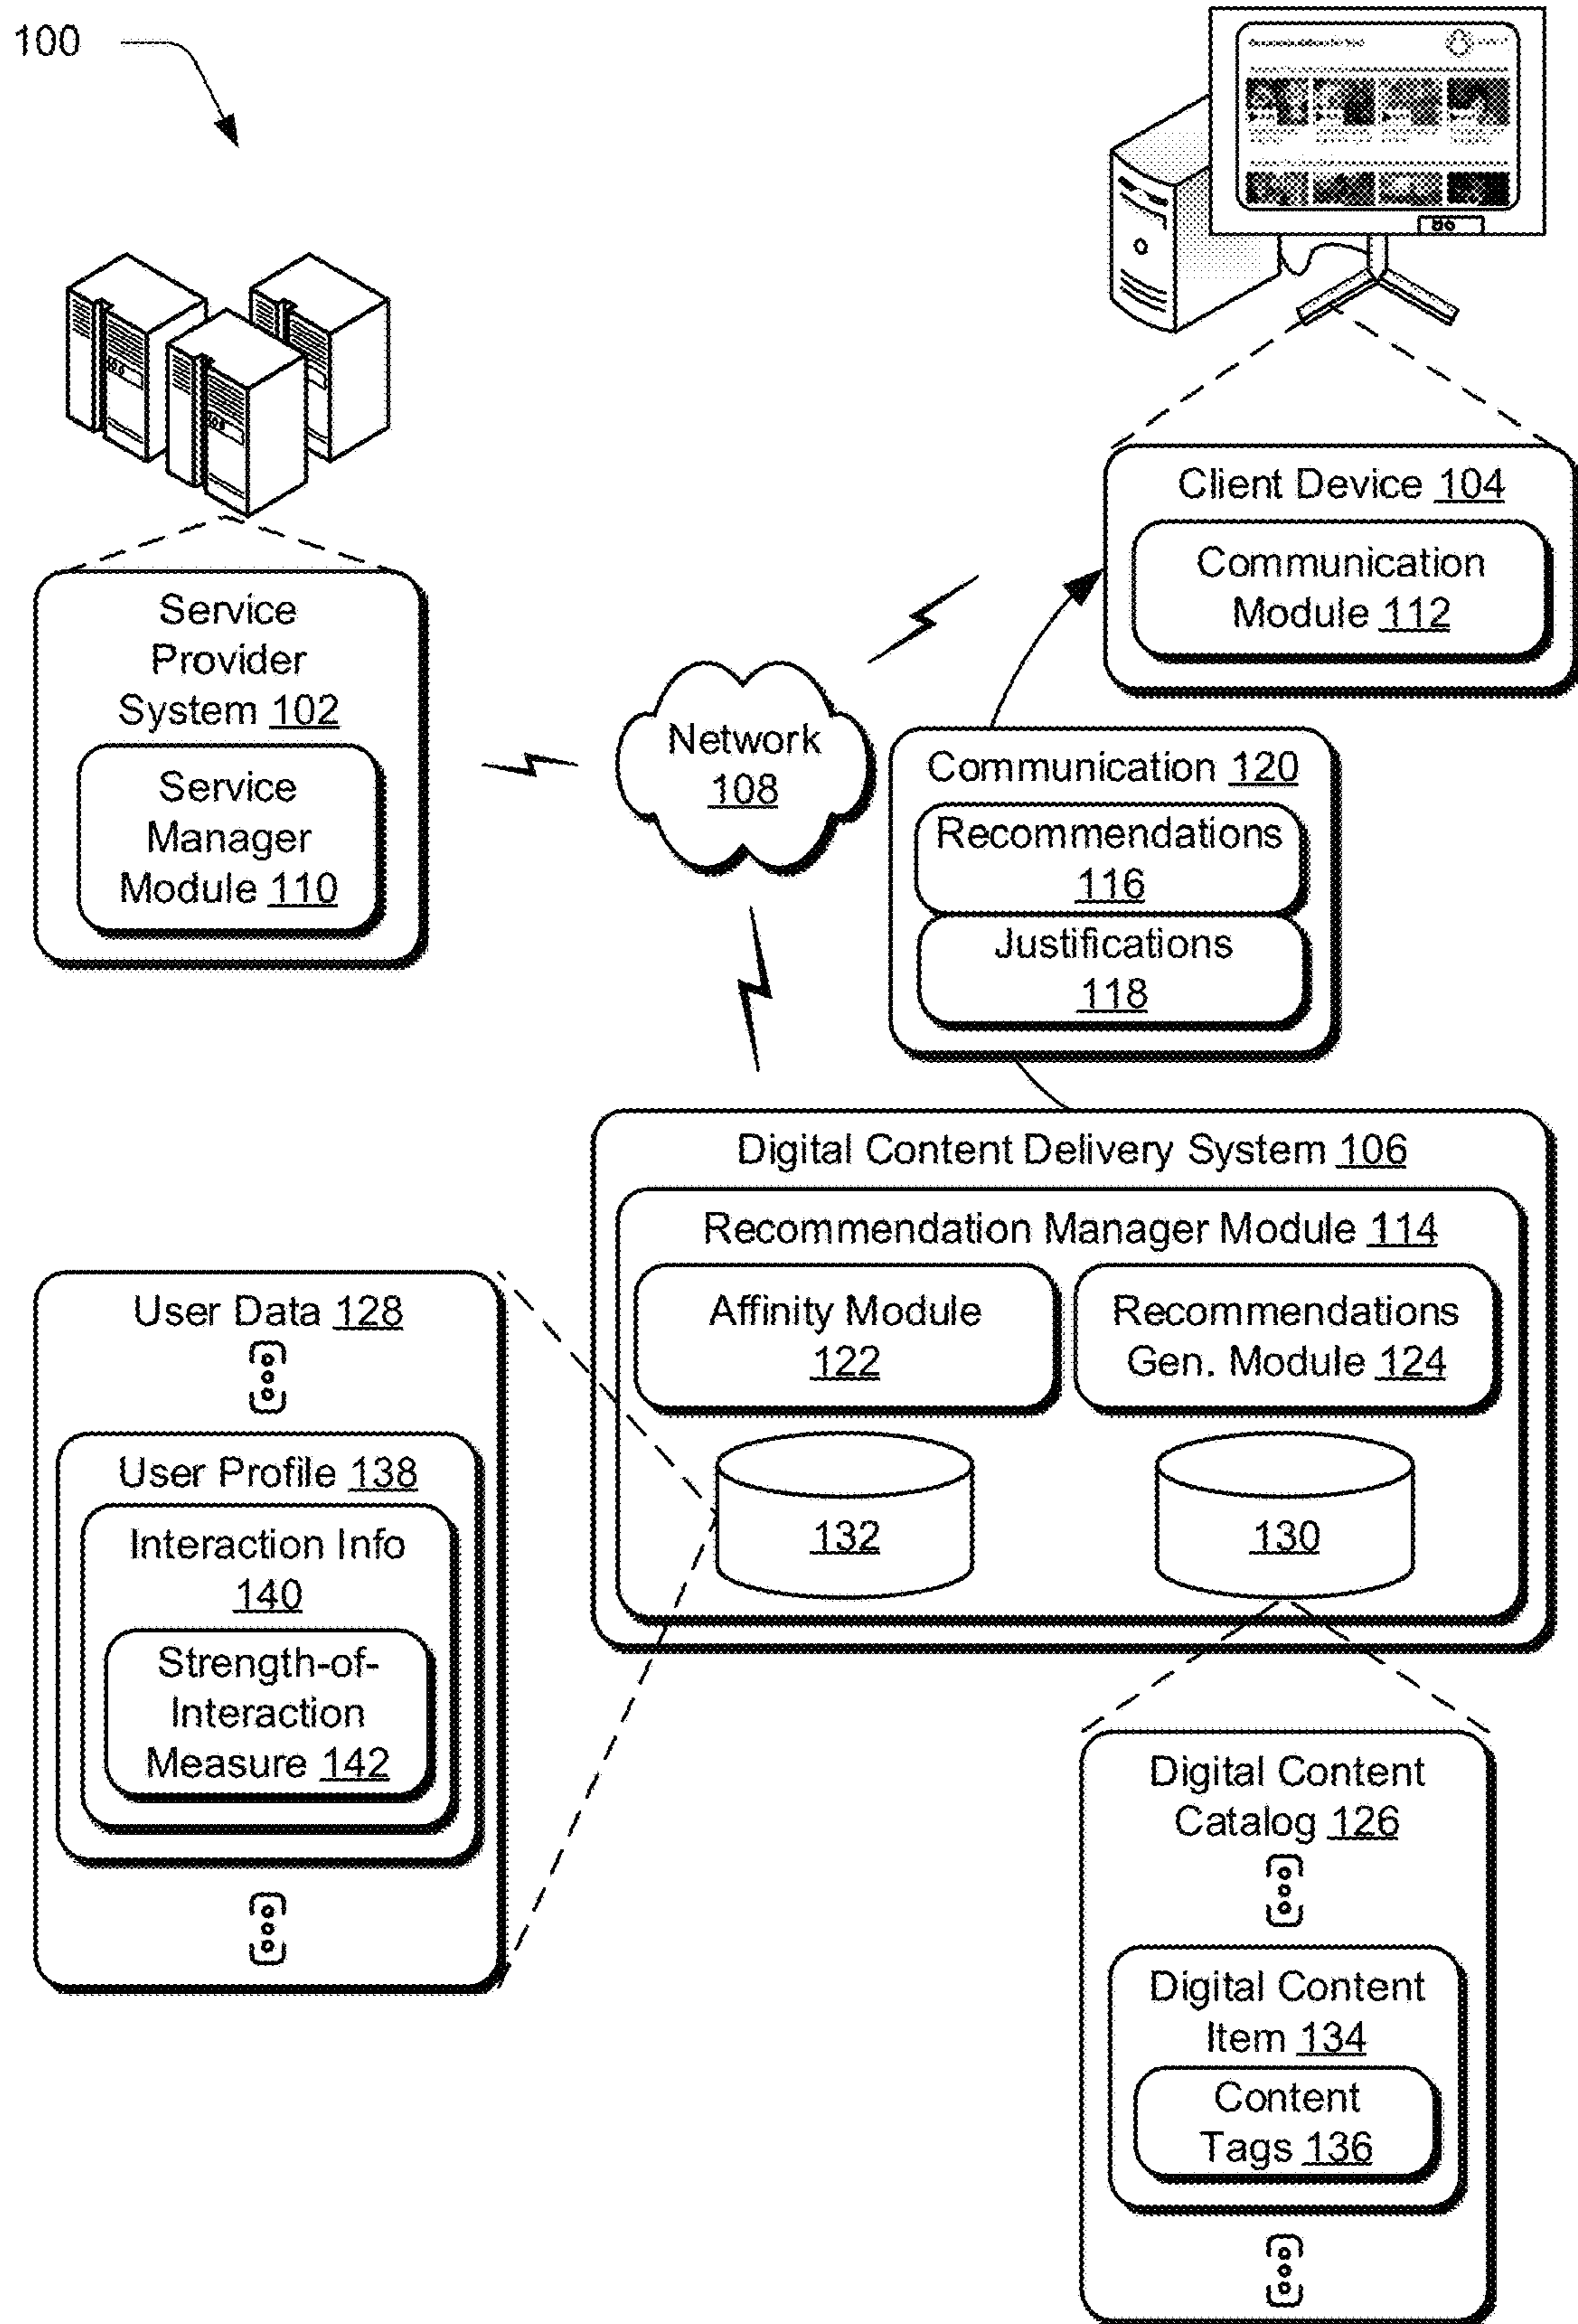 100
Service
Provider
System 102
Service
Manager
Module 110
Network
108
Client Device 104
Communication
Module 112
Communication 120
Recommendations
116
Justifications
118
Digital Content Delivery System 106
Recommendation Manager Module 114
Affinity Module
122
Recommendations
Gen. Module 124
132
130
User Data 128
User Profile 138
Interaction Info
140
Strength-of-
Interaction
Measure 142
Digital Content
Catalog 126
Digital Content
Item 134
Content
Tags 136